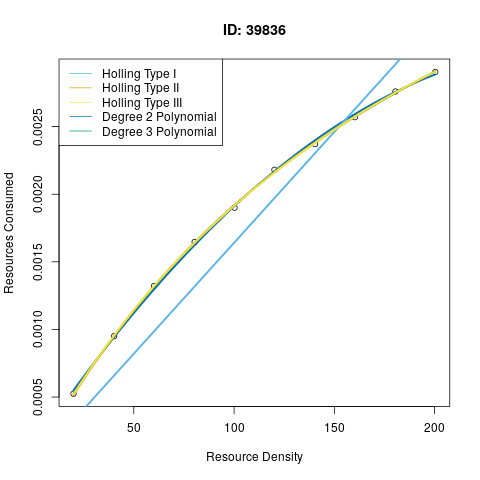 ID: 39836
Holling Type I
Holling Type II
Holling Type III
Degree 2 Polynomial
Degree 3 Polynomial
Resources Consumed
0.0005
0.0010
0.0015
0.0020
0.0025
50
100
150
200
Resource Density